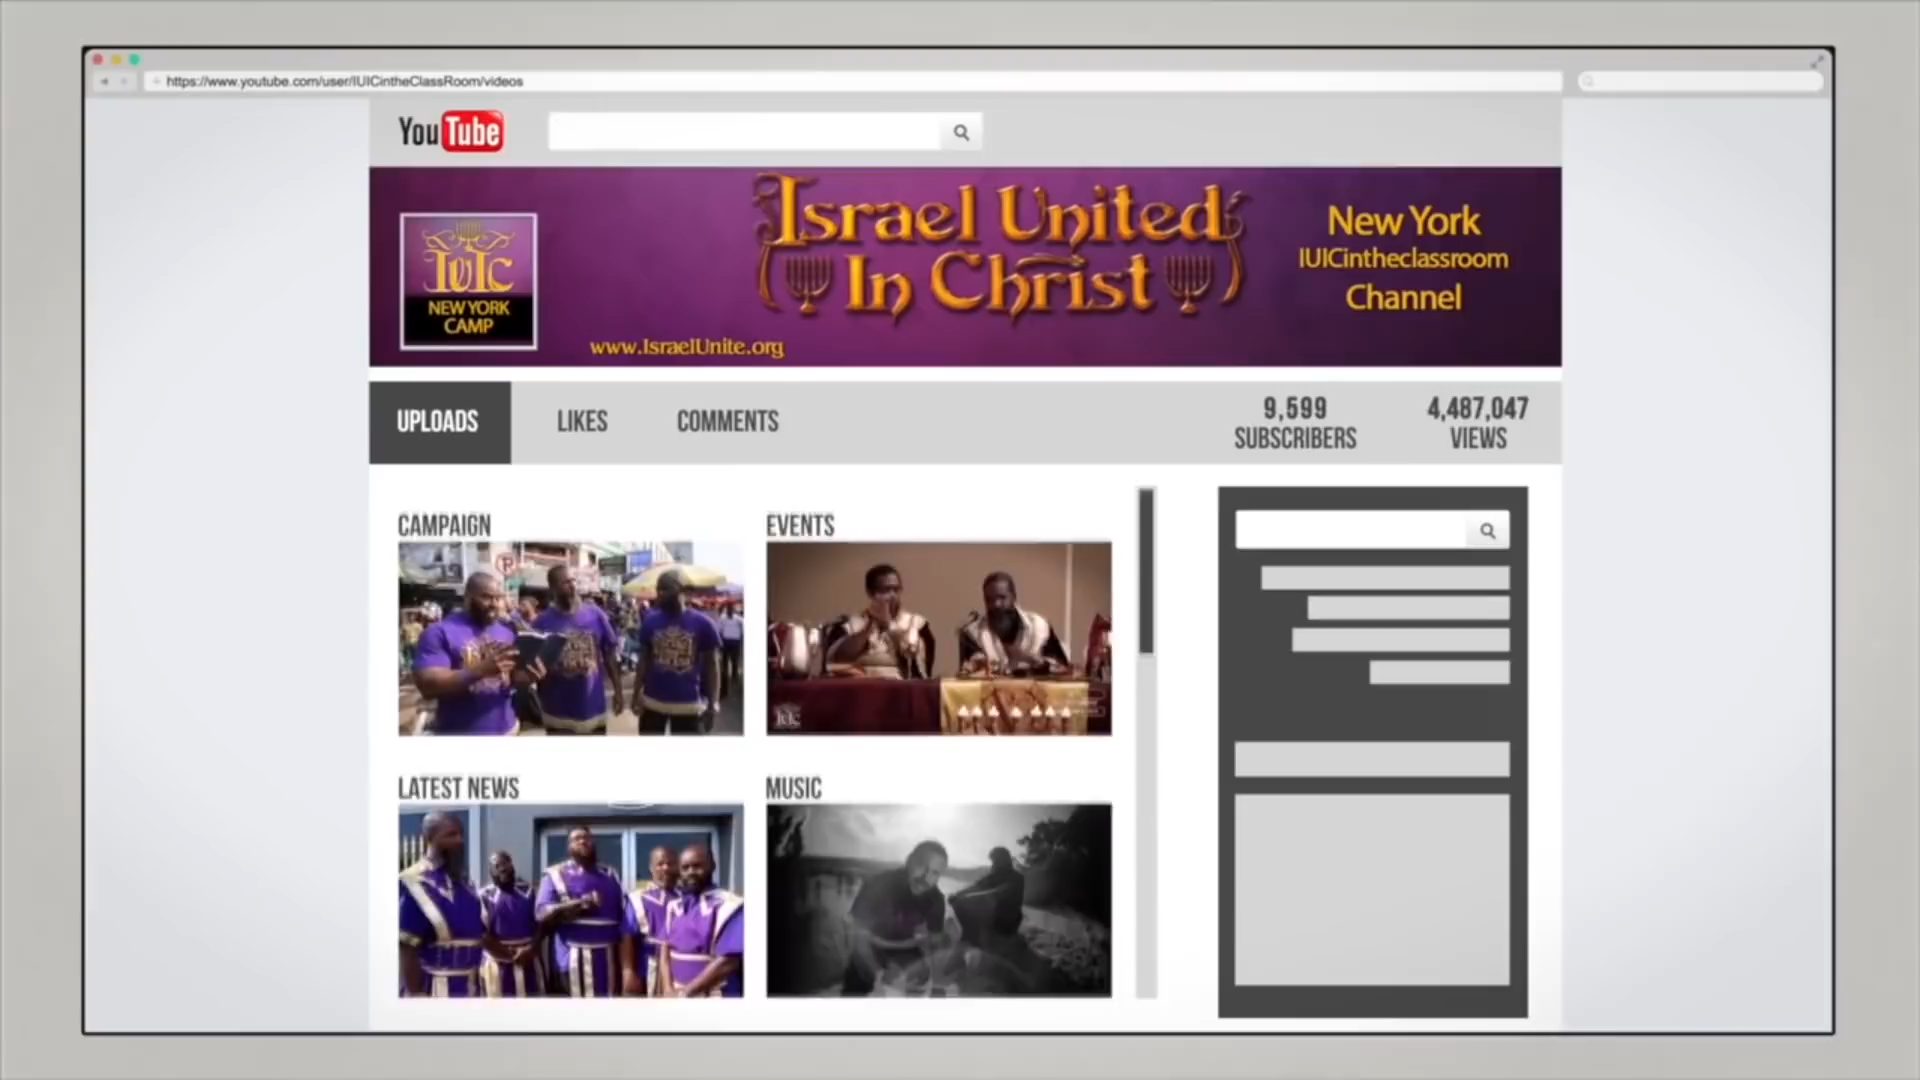 https://www.youtube.com/user/IUICintheClassRoom/videos
YouTube
Israel United
In Christ
IUIC
NEW YORK
CAMP
www.IsraelUnite.org
New York
IUICintheclassroom
Channel
UPLOADS
LIKES
COMMENTS
9,599
SUBSCRIBERS
4,487,047
VIEWS
CAMPAIGN
EVENTS
P
IUIC
LATEST NEWS
MUSIC